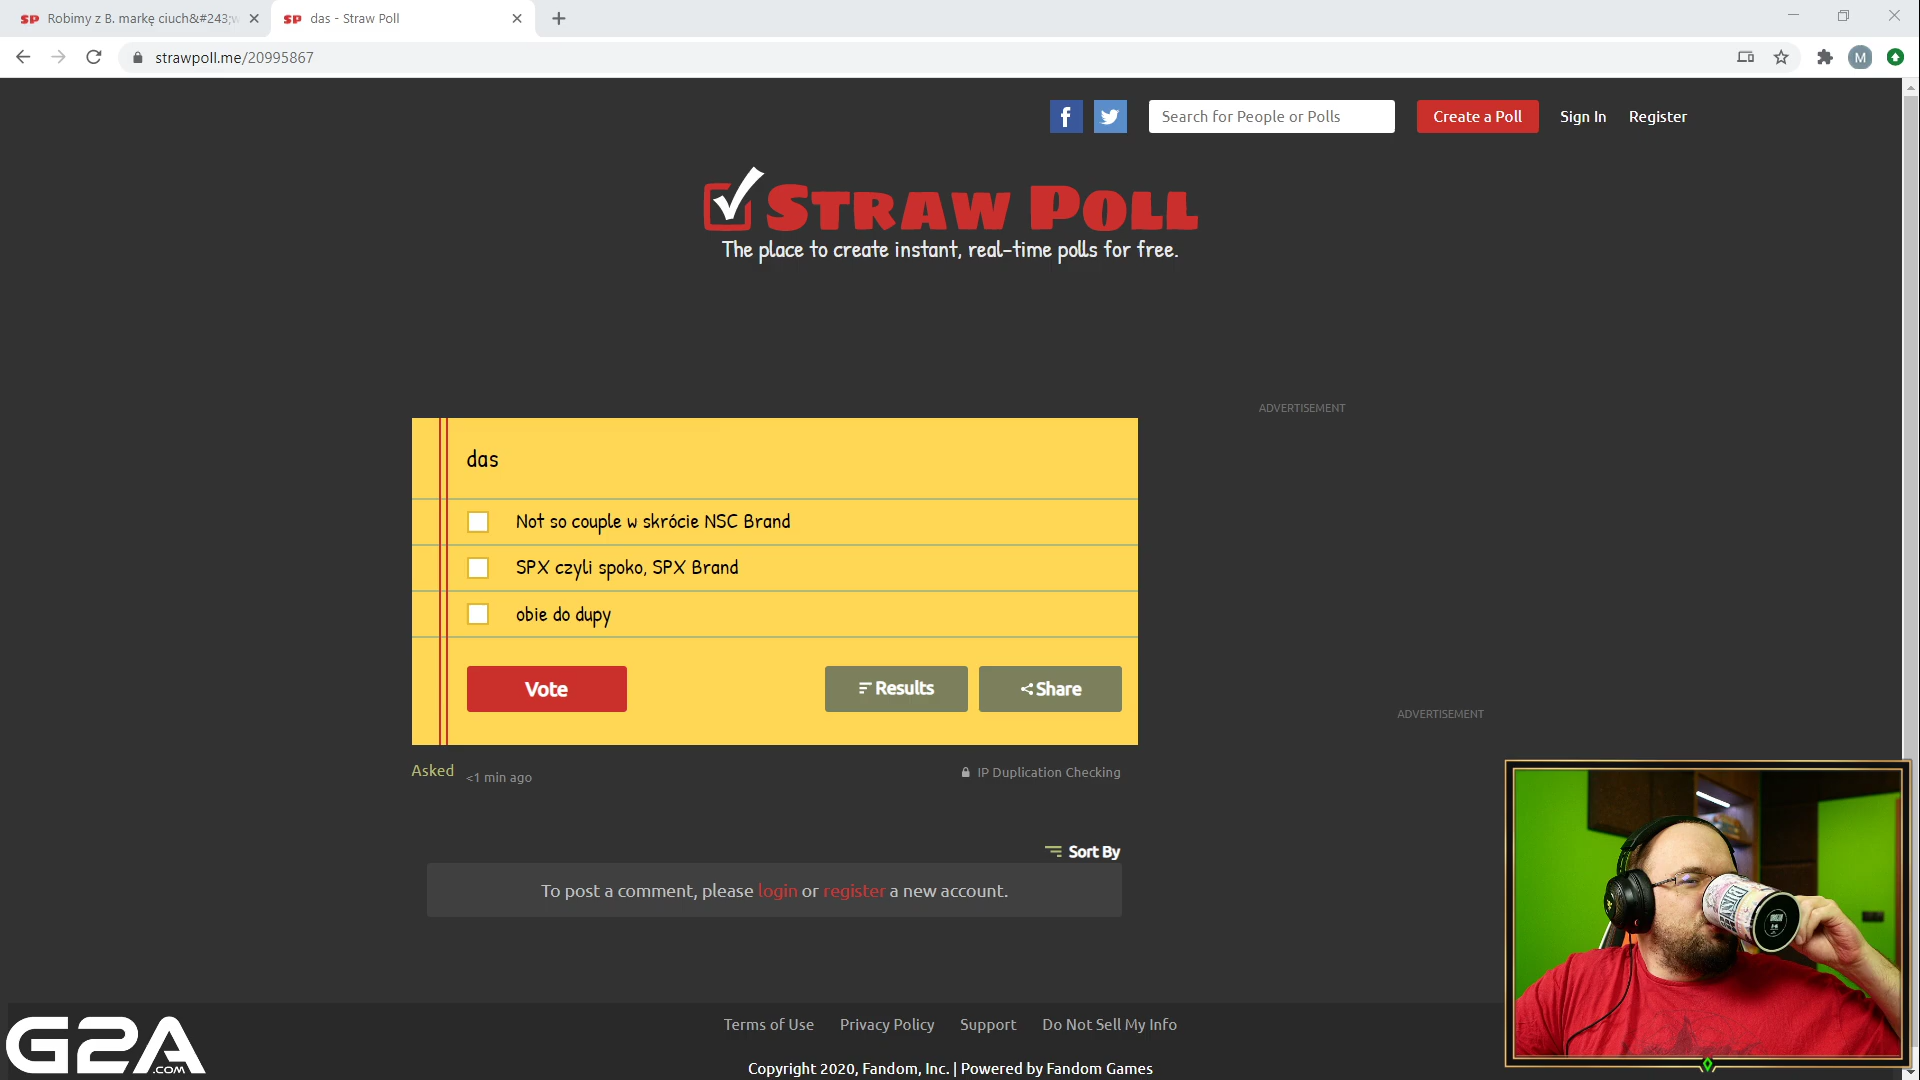 Robimy z B. markę ciuch&#243;w
das - Straw Poll
strawpoll.me/20995867
M
Search for People or Polls
Create a Poll
Sign In
Register
STRAW POLL
The place to create instant, real-time polls for free.
ADVERTISEMENT
das
Not so couple w skrócie NSC Brand
SPX czyli spoko, SPX Brand
obie do dupy
Vote
Results
Share
ADVERTISEMENT
Asked
<1 min ago
IP Duplication Checking
Sort By
To post a comment, please login or register a new account.
Terms of Use
Privacy Policy
Support
Do Not Sell My Info
Copyright 2020, Fandom, Inc. | Powered by Fandom Games
G2A
.COM